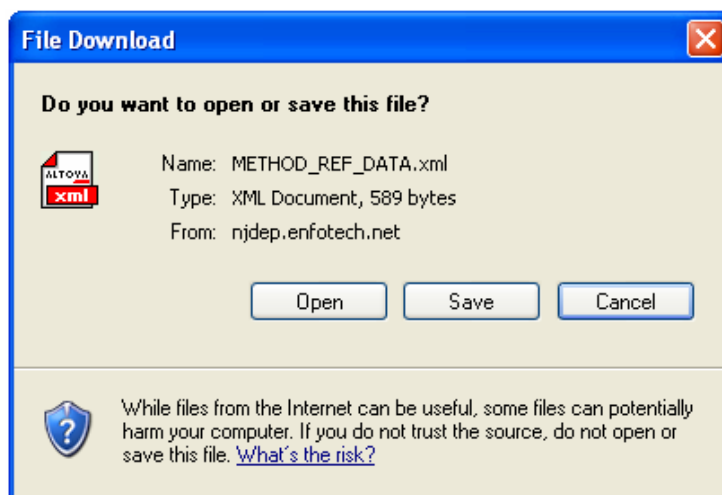 File Download
Do you want to open or save this file?
ALTOVA
xml
Name: METHOD_REF_DATA.xml
Type: XML Document, 589 bytes
From: njdep.enfotech.net
Open Save Cancel
While files from the Internet can be useful, some files can potentially
harm your computer. If you do not trust the source, do not open or
save this file. What's the risk?